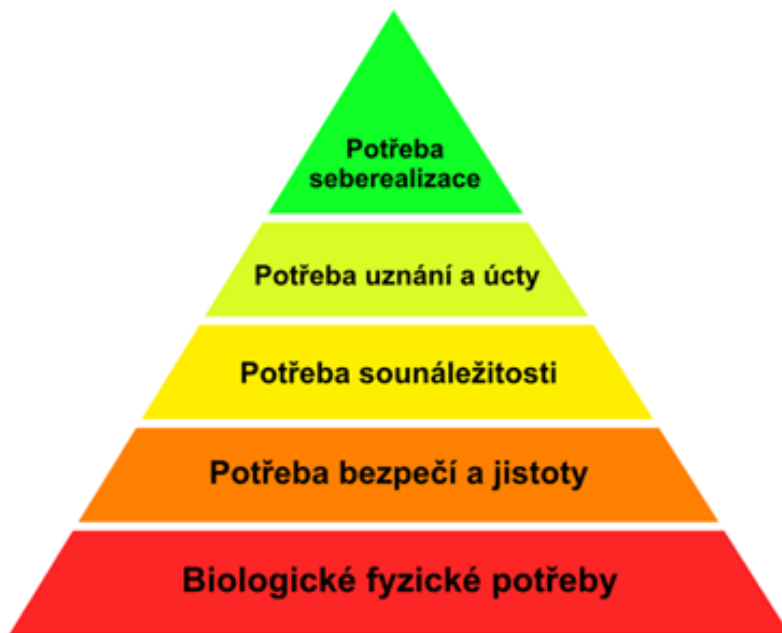 Potřeba
seberealizace
Potřeba uznání a úcty
Potřeba sounáležitosti
Potřeba bezpečí a jistoty
Biologické fyzické potřeby